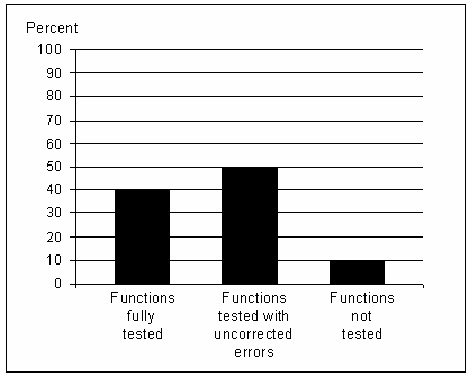 Percent
100
90
80
70
60
50
40
30
20
10
0
Functions
fully
tested
Functions
tested with
uncorrected
errors
Functions
not
tested